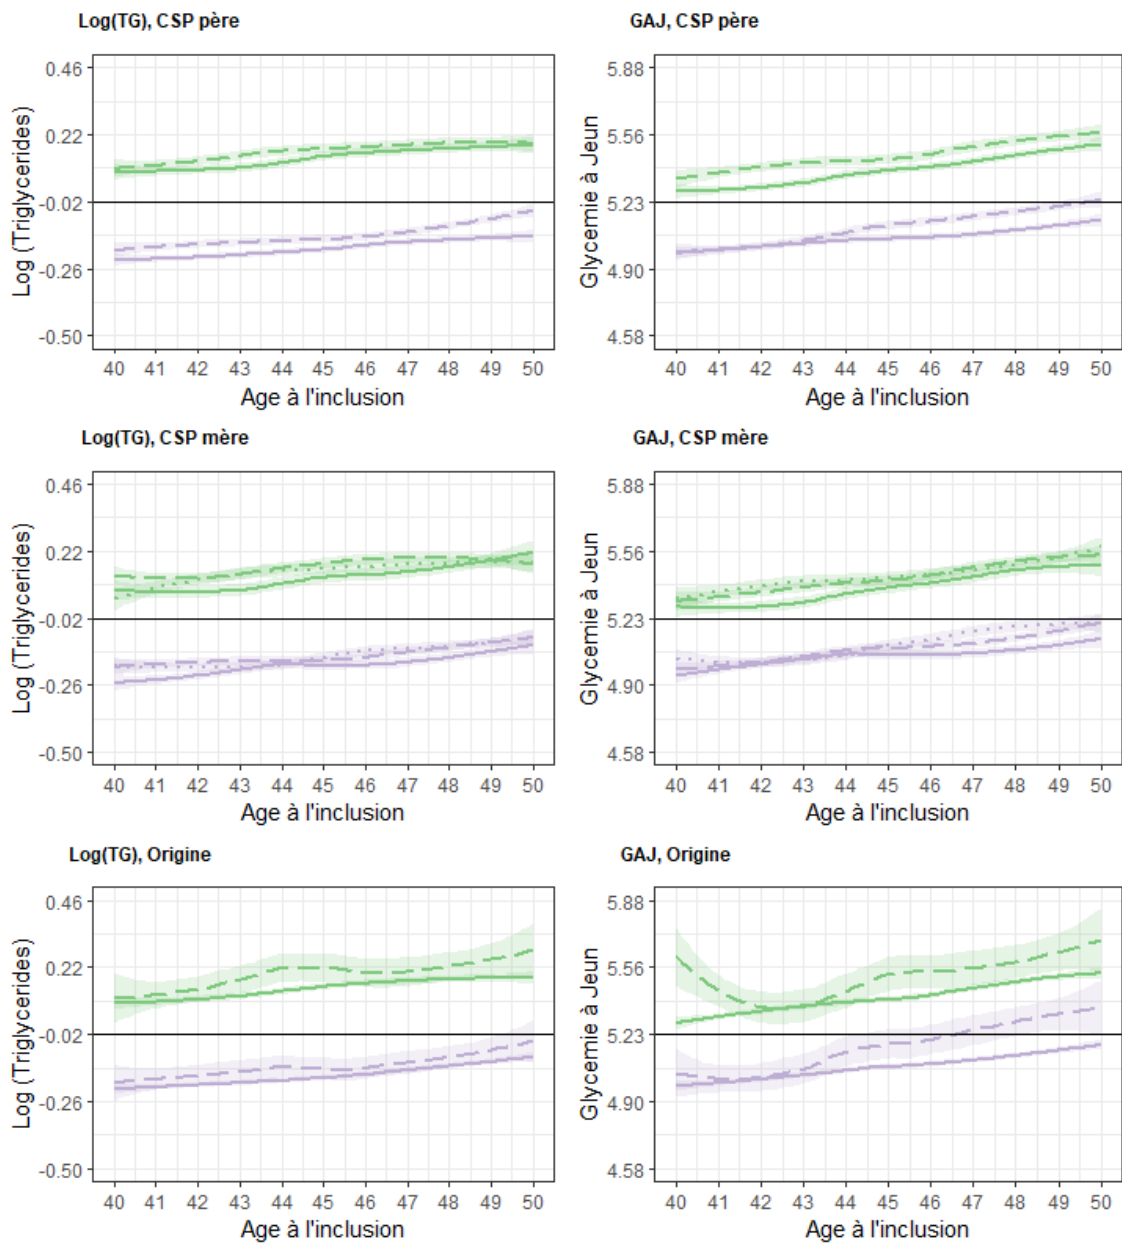 Log(TG), CSP père
Log (Triglycerides)
0.46
0.22
-0.02
-0.26
-0.50
40 41 42 43 44 45 46 47 48 49 50
Age à l'inclusion
GAJ, CSP père
Glycemie à Jeun
5.88
5.56
5.23
4.90
4.58
40 41 42 43 44 45 46 47 48 49 50
Age à l'inclusion
Log(TG), CSP mère
Log (Triglycerides)
0.46
0.22
-0.02
-0.26
-0.50
40 41 42 43 44 45 46 47 48 49 50
Age à l'inclusion
GAJ, CSP mère
Glycemie à Jeun
5.88
5.56
5.23
4.90
4.58
40 41 42 43 44 45 46 47 48 49 50
Age à l'inclusion
Log(TG), Origine
Log (Triglycerides)
0.46
0.22
-0.02
-0.26
-0.50
40 41 42 43 44 45 46 47 48 49 50
Age à l'inclusion
GAJ, Origine
Glycemie à Jeun
5.88
5.56
5.23
4.90
4.58
40 41 42 43 44 45 46 47 48 49 50
Age à l'inclusion